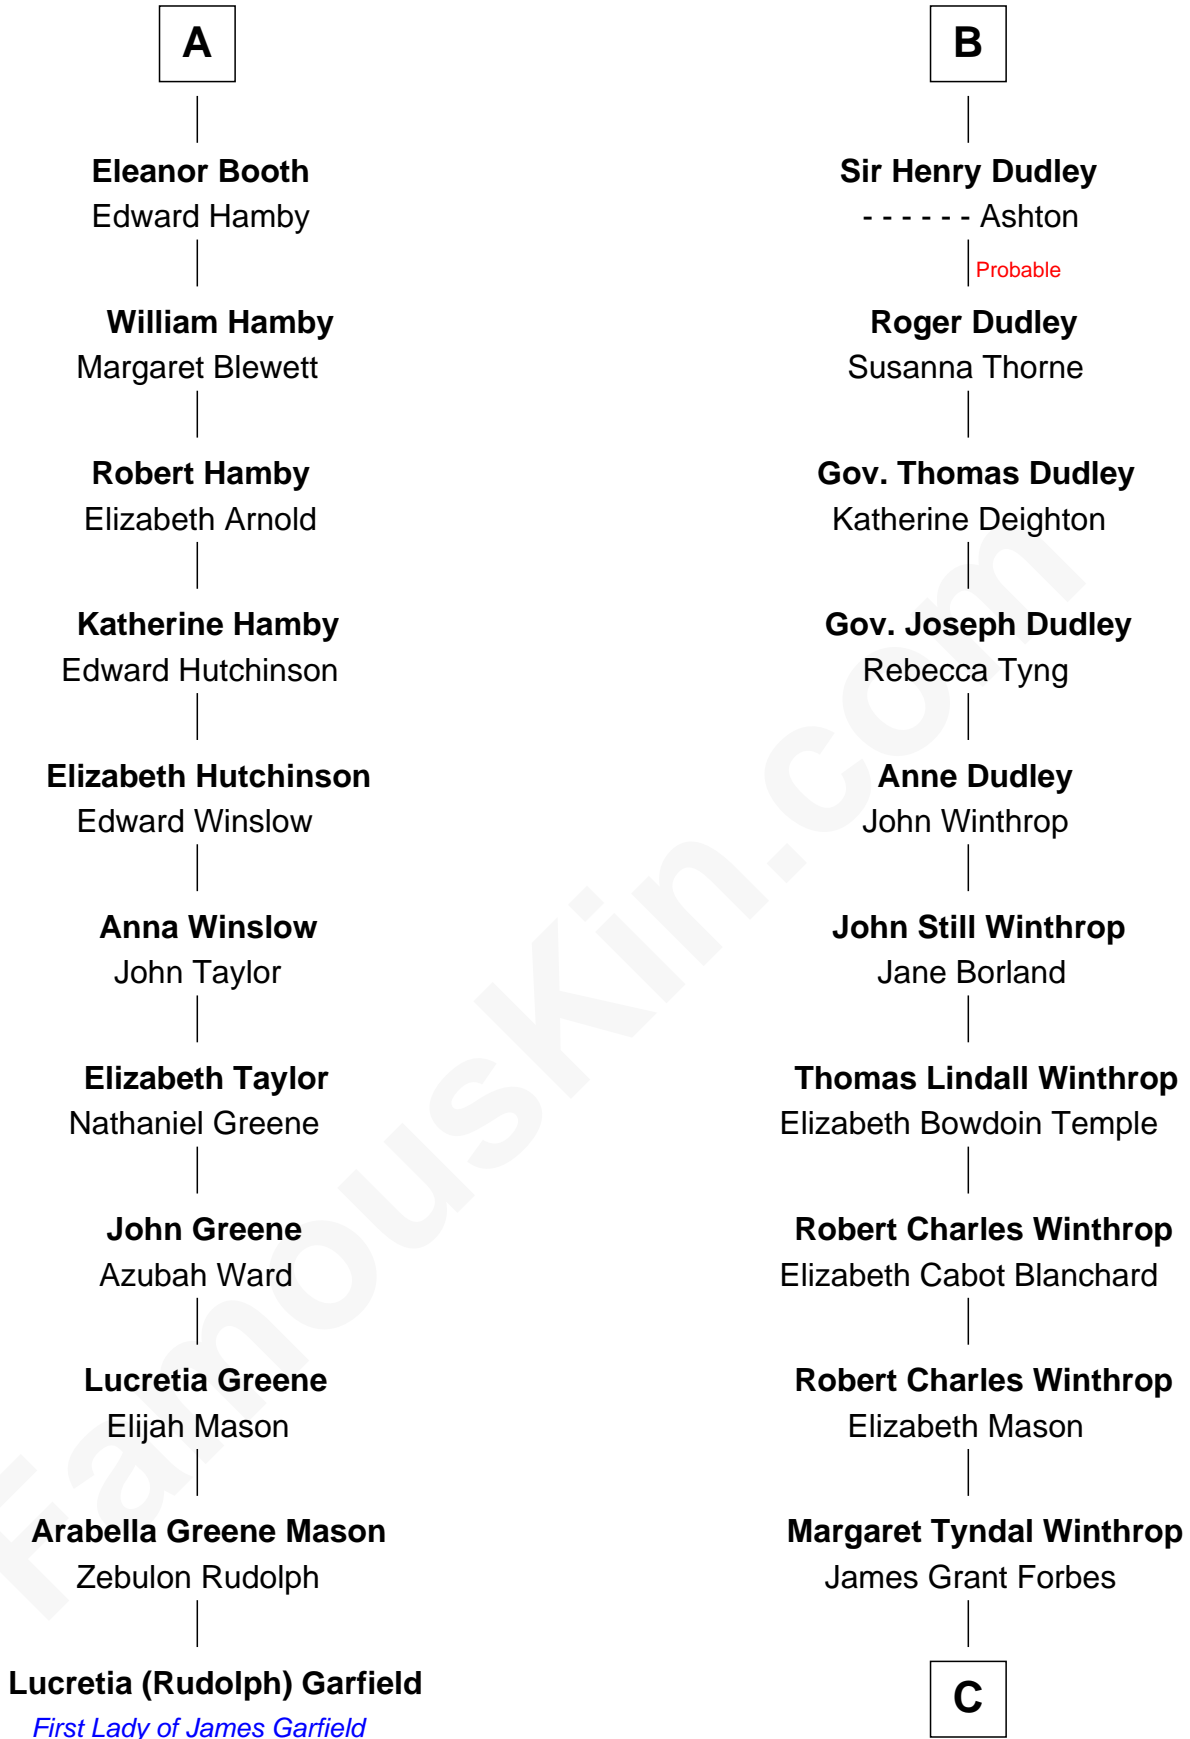 A
Eleanor Booth
Edward Hamby
William Hamby
Margaret Blewett
Robert Hamby
Elizabeth Arnold
Katherine Hamby
Edward Hutchinson
Elizabeth Hutchinson
Edward Winslow
Anna Winslow
John Taylor
Elizabeth Taylor
Nathaniel Greene
John Greene
Azubah Ward
Lucretia Greene
Elijah Mason
Arabella Greene Mason
Zebulon Rudolph
Lucretia (Rudolph) Garfield
First Lady of James Garfield
B
Sir Henry Dudley
- - - - - - Ashton
Probable
Roger Dudley
Susanna Thorne
Gov. Thomas Dudley
Katherine Deighton
Gov. Joseph Dudley
Rebecca Tyng
Anne Dudley
John Winthrop
John Still Winthrop
Jane Borland
Thomas Lindall Winthrop
Elizabeth Bowdoin Temple
Robert Charles Winthrop
Elizabeth Cabot Blanchard
Robert Charles Winthrop
Elizabeth Mason
Margaret Tyndal Winthrop
James Grant Forbes
C
FamousKin.com